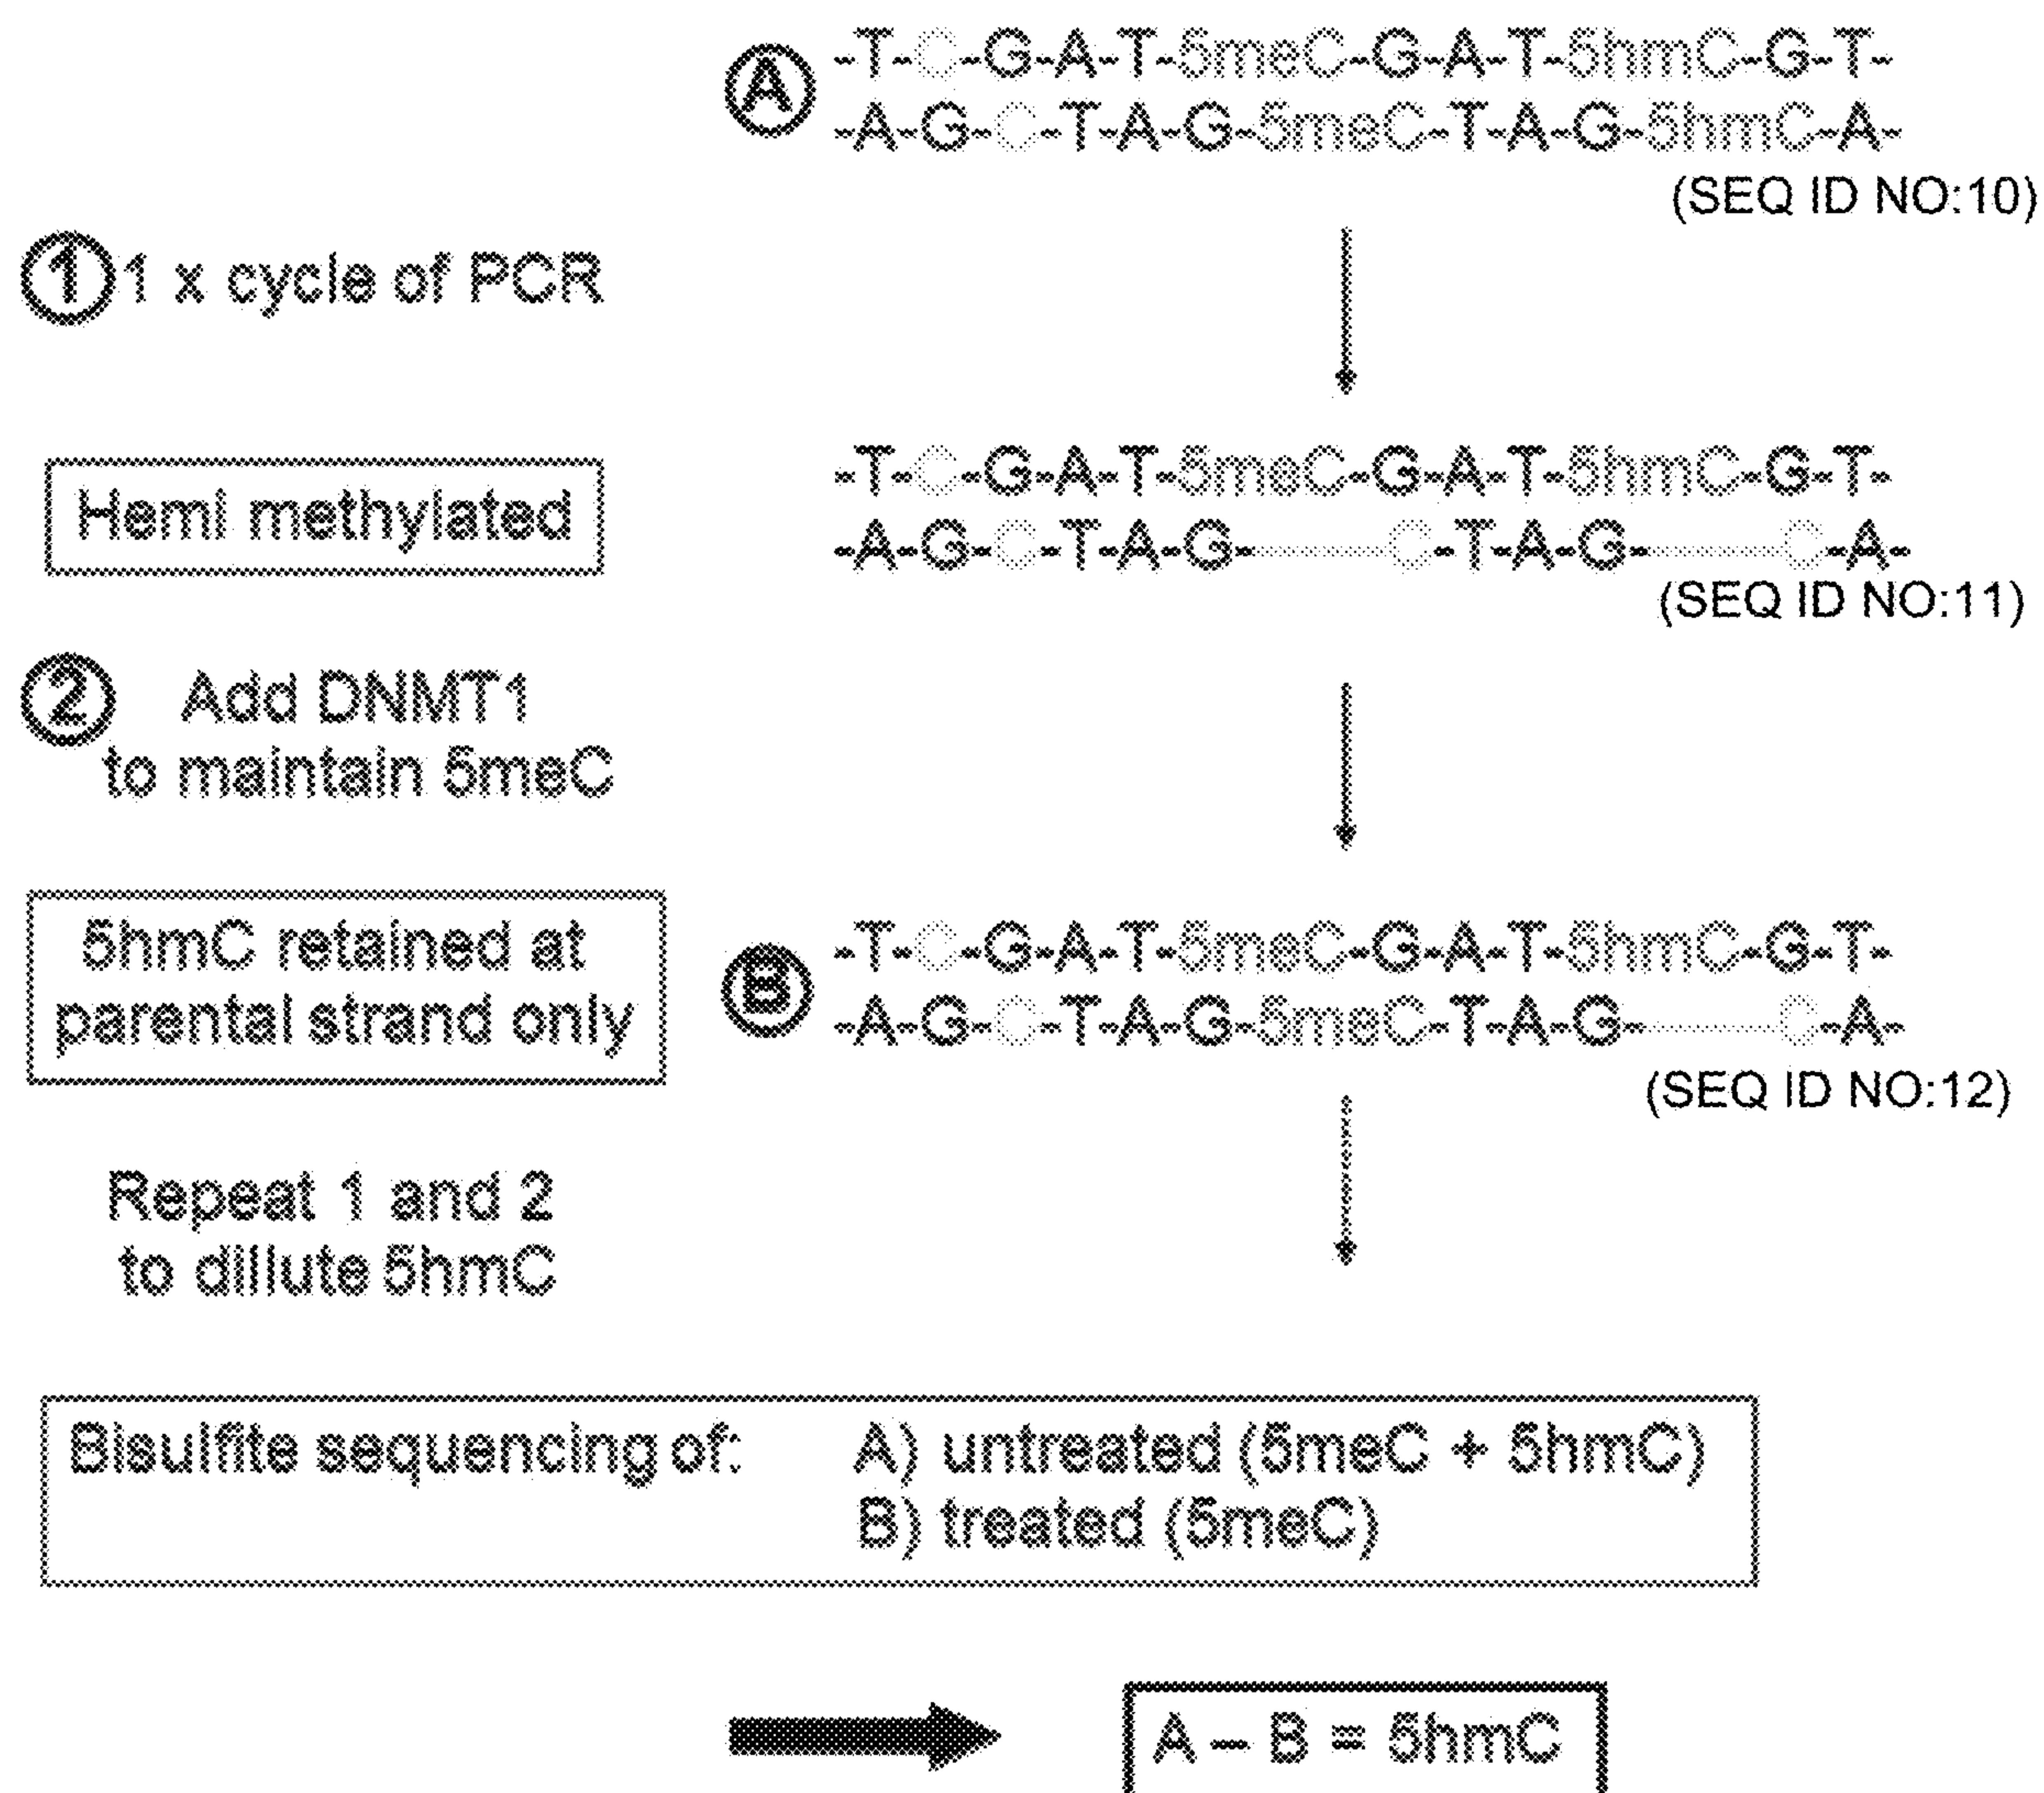 A -T-C-G-A-T-5meC-G-A-T-5hmC-G-T-
-A-G-C-T-A-G-5meC-T-A-G-5hmC-A-
(SEQ ID NO:10)
1 1 x cycle of PCR
Hemi methylated
-T-C-G-A-T-5meC-G-A-T-5hmC-G-T-
-A-G-C-T-A-G-C-T-A-G-C-A-
(SEQ ID NO:11)
2 Add DNMT1
to maintain 5meC
5hmC retained at
parental strand only
B -T-C-G-A-T-5meC-G-A-T-5hmC-G-T-
-A-G-C-T-A-G-5meC-T-A-G-C-A-
(SEQ ID NO:12)
Repeat 1 and 2
to dillute 5hmC
Bisulfite sequencing of: A) untreated (5meC + 5hmC)
B) treated (5meC)
A – B = 5hmC